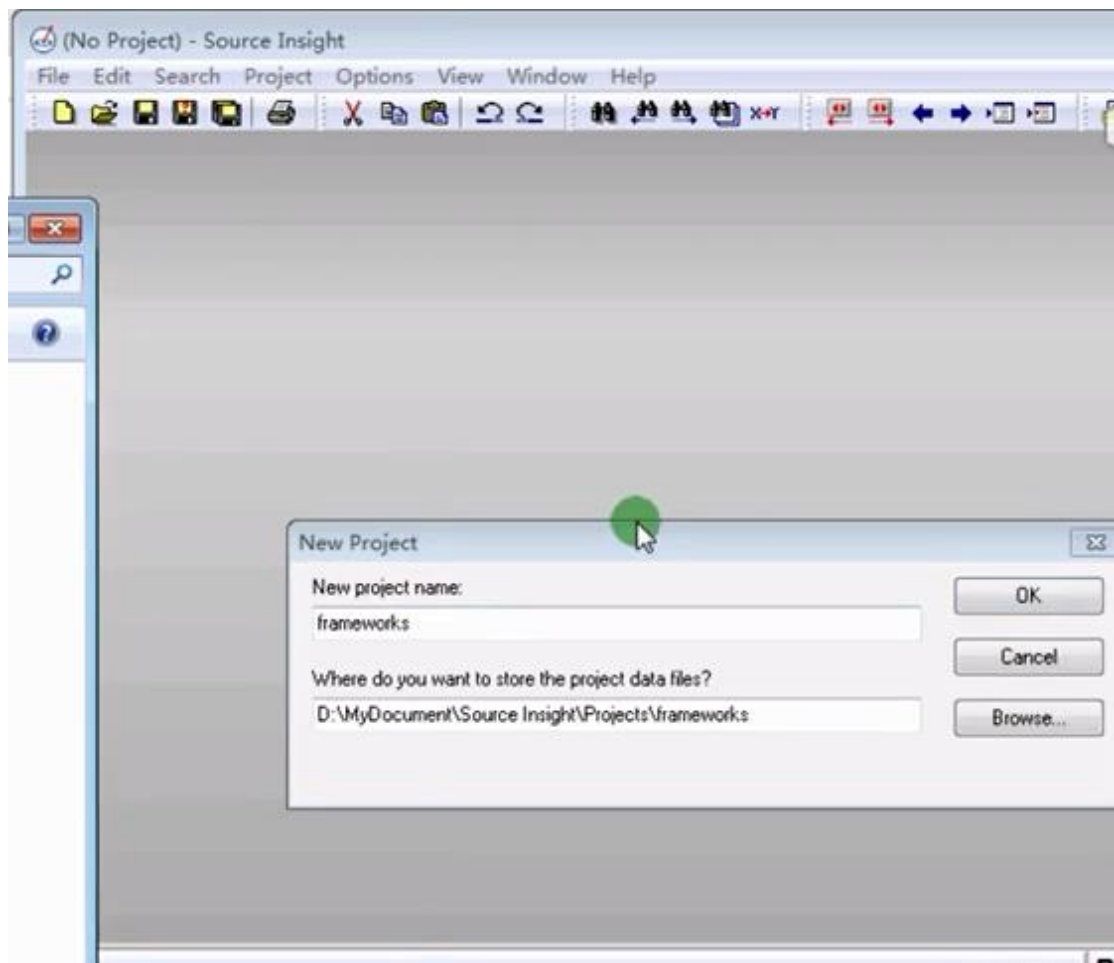 (No Project) - Source Insight
File Edit Search Project Options View Window Help
X→Y
New Project
New project name:
OK
frameworks
Cancel
Where do you want to store the project data files?
D:\MyDocument\Source Insight\Projects\frameworks
Browse...